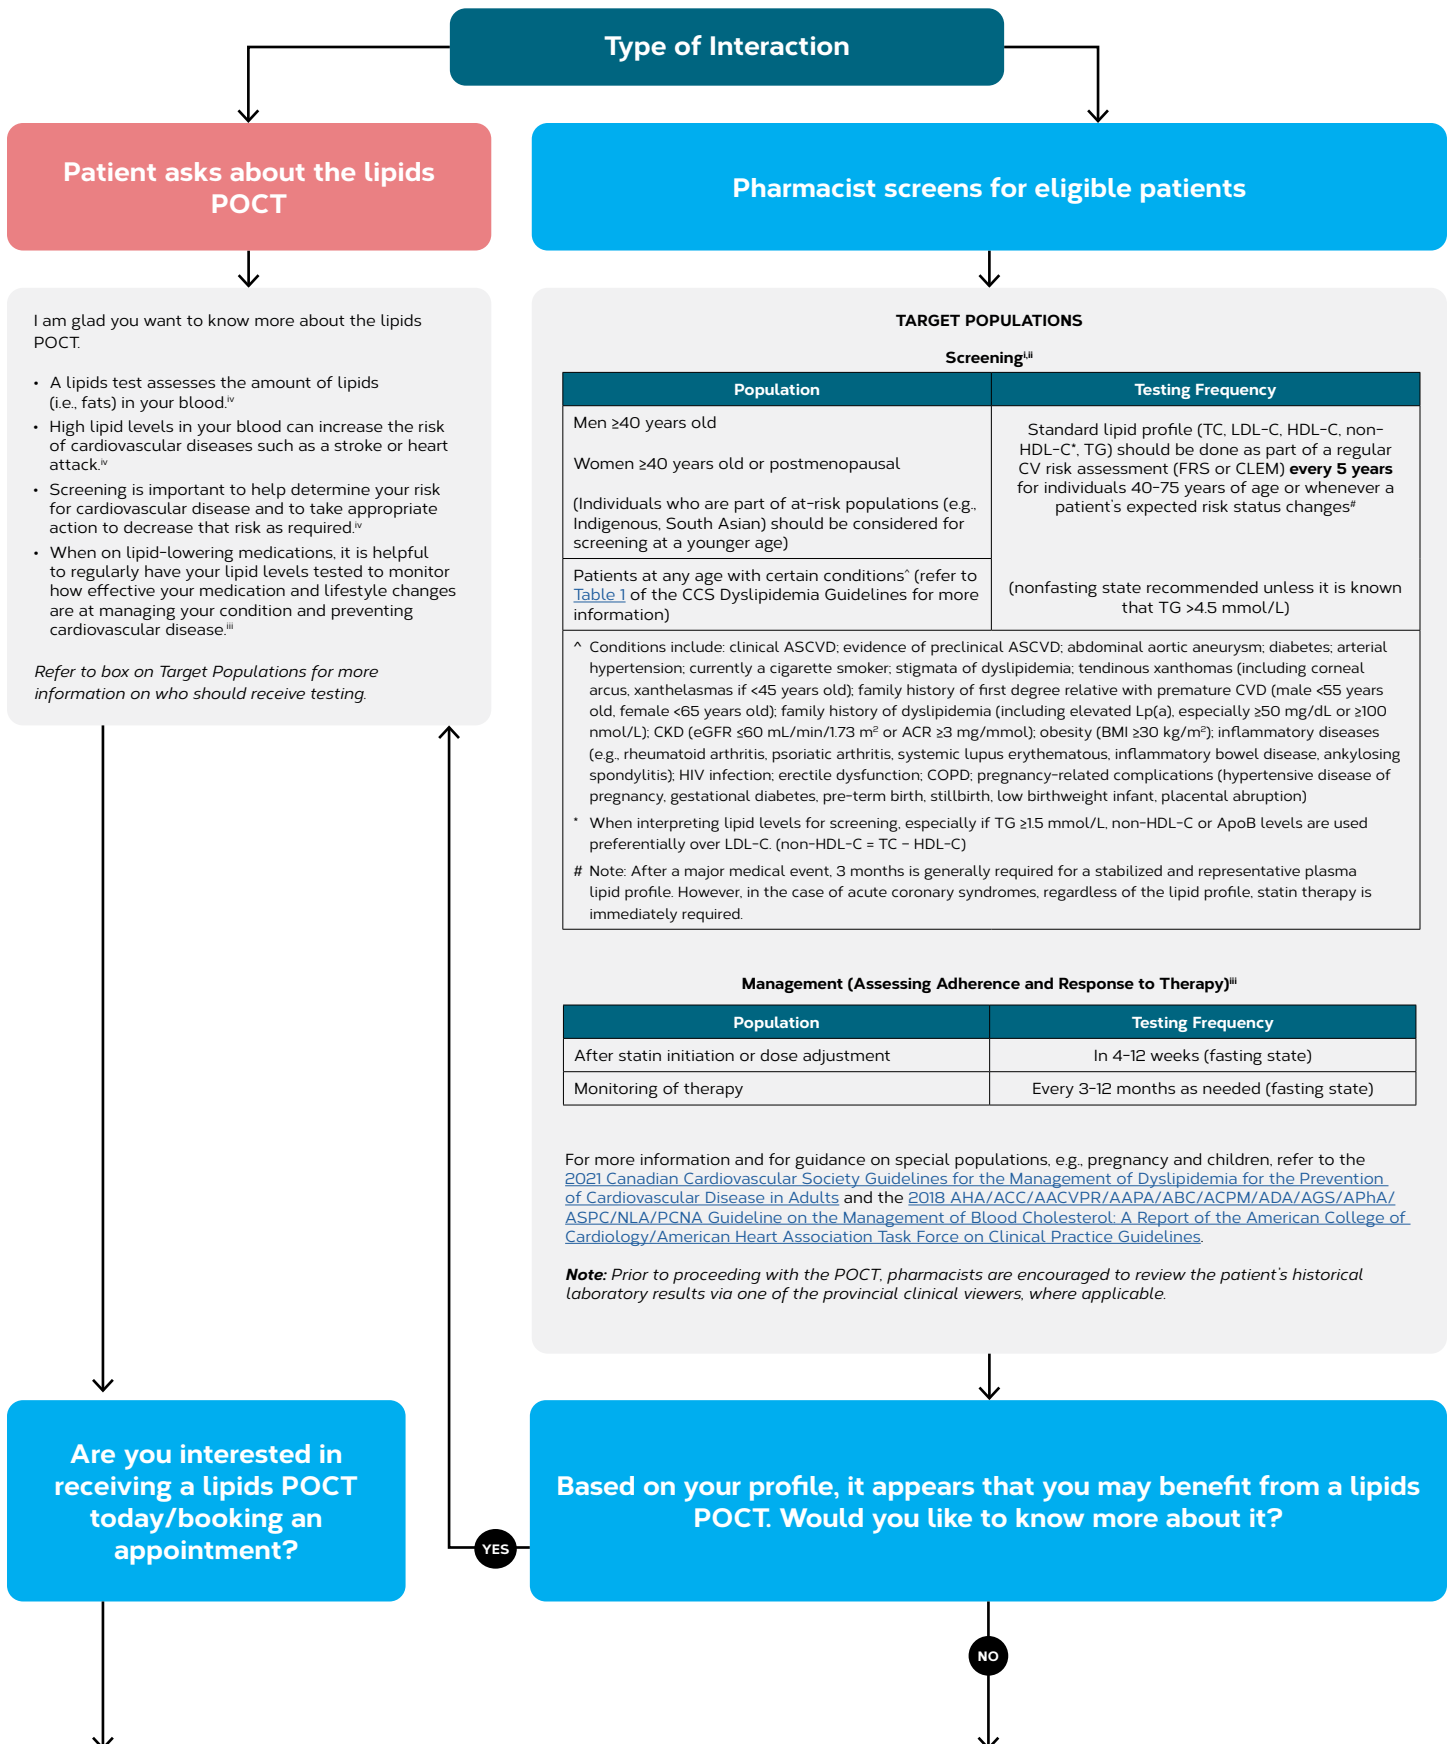 Type of Interaction
Patient asks about the lipids
POCT
I am glad you want to know more about the lipids
POCT.
• A lipids test assesses the amount of lipids
(i.e., fats) in your blood.iv
• High lipid levels in your blood can increase the risk
of cardiovascular diseases such as a stroke or heart
attack.iv
• Screening is important to help determine your risk
for cardiovascular disease and to take appropriate
action to decrease that risk as required.iv
• When on lipid-lowering medications, it is helpful
to regularly have your lipid levels tested to monitor
how effective your medication and lifestyle changes
are at managing your condition and preventing
cardiovascular disease.iii
Refer to box on Target Populations for more
information on who should receive testing.
Pharmacist screens for eligible patients
TARGET POPULATIONS
Screeningi,ii
Population
Testing Frequency
Men ≥40 years old
Women ≥40 years old or postmenopausal
(Individuals who are part of at-risk populations (e.g.,
Indigenous, South Asian) should be considered for
screening at a younger age)
Patients at any age with certain conditions^ (refer to
Table 1 of the CCS Dyslipidemia Guidelines for more
information)
Standard lipid profile (TC, LDL-C, HDL-C, non-
HDL-C*, TG) should be done as part of a regular
CV risk assessment (FRS or CLEM) every 5 years
for individuals 40-75 years of age or whenever a
patient's expected risk status changes#
(nonfasting state recommended unless it is known
that TG >4.5 mmol/L)
^ Conditions include: clinical ASCVD; evidence of preclinical ASCVD; abdominal aortic aneurysm; diabetes; arterial
hypertension; currently a cigarette smoker; stigmata of dyslipidemia; tendinous xanthomas (including corneal
arcus, xanthelasmas if <45 years old); family history of first degree relative with premature CVD (male <55 years
old, female <65 years old); family history of dyslipidemia (including elevated Lp(a), especially ≥50 mg/dL or ≥100
nmol/L); CKD (eGFR ≤60 mL/min/1.73 m² or ACR ≥3 mg/mmol); obesity (BMI ≥30 kg/m²); inflammatory diseases
(e.g., rheumatoid arthritis, psoriatic arthritis, systemic lupus erythematous, inflammatory bowel disease, ankylosing
spondylitis); HIV infection; erectile dysfunction; COPD; pregnancy-related complications (hypertensive disease of
pregnancy, gestational diabetes, pre-term birth, stillbirth, low birthweight infant, placental abruption)
* When interpreting lipid levels for screening, especially if TG ≥1.5 mmol/L, non-HDL-C or ApoB levels are used
preferentially over LDL-C. (non-HDL-C = TC - HDL-C)
# Note: After a major medical event, 3 months is generally required for a stabilized and representative plasma
lipid profile. However, in the case of acute coronary syndromes, regardless of the lipid profile, statin therapy is
immediately required.
Management (Assessing Adherence and Response to Therapy)iii
Population
Testing Frequency
After statin initiation or dose adjustment
In 4-12 weeks (fasting state)
Monitoring of therapy
Every 3-12 months as needed (fasting state)
For more information and for guidance on special populations, e.g., pregnancy and children, refer to the
2021 Canadian Cardiovascular Society Guidelines for the Management of Dyslipidemia for the Prevention
of Cardiovascular Disease in Adults and the 2018 AHA/ACC/AACVPR/AAPA/ABC/ACPM/ADA/AGS/APhA/
ASPC/NLA/PCNA Guideline on the Management of Blood Cholesterol: A Report of the American College of
Cardiology/American Heart Association Task Force on Clinical Practice Guidelines.
Note: Prior to proceeding with the POCT, pharmacists are encouraged to review the patient's historical
laboratory results via one of the provincial clinical viewers, where applicable.
Are you interested in
receiving a lipids POCT
today/booking an
appointment?
YES
Based on your profile, it appears that you may benefit from a lipids
POCT. Would you like to know more about it?
NO